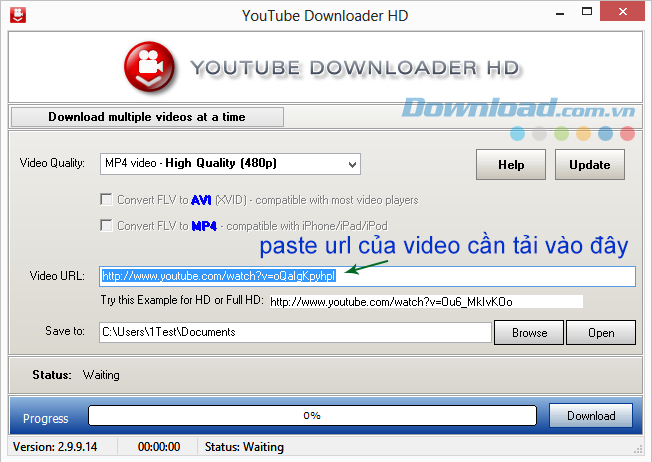 YouTube Downloader HD
YOUTUBE DOWNLOADER HD
Download multiple videos at a time
Download.com.vn
Video Quality: MP4 video - High Quality (480p) Help Update
Convert FLV to AVI (XVID) - compatible with most video players
Convert FLV to MP4 - compatible with iPhone/iPad/iPod
paste url của video cần tải vào đây
Video URL: http://www.youtube.com/watch?v=oQalgKpyhpI
Try this Example for HD or Full HD: http://www.youtube.com/watch?v=Ou6_MkIvKOo
Save to: C:\Users\1Test\Documents Browse Open
Status: Waiting
Progress 0% Download
Version: 2.9.9.14 00:00:00 Status: Waiting